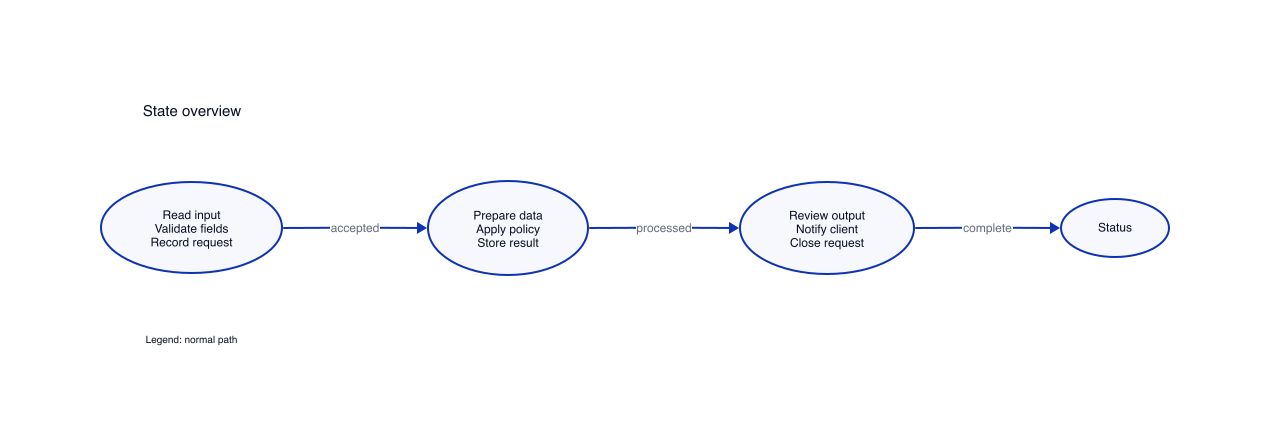 State overview
Read input
Validate fields
Record request
accepted
Prepare data
Apply policy
Store result
processed
Review output
Notify client
Close request
complete
Status
Legend: normal path